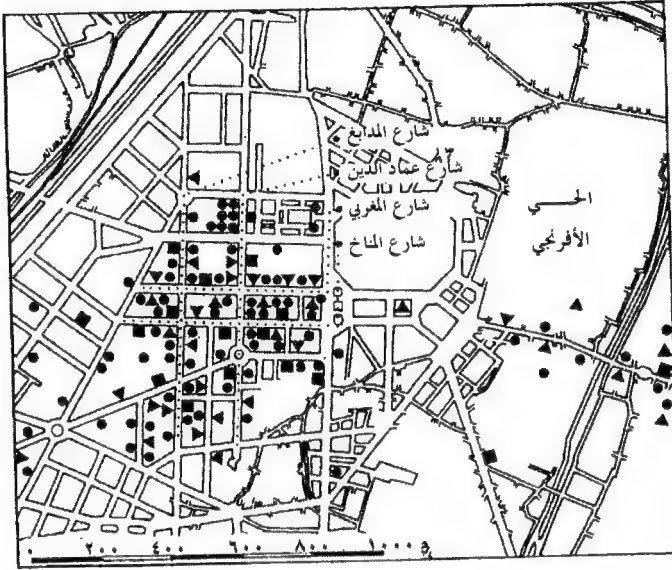 شارع المدابغ
شارع عماد الدين
شارع المغربي
شارع المناخ
الحي
الأفرنجي
٠ ٢٠٠ ٤٠٠ ٦٠٠ ٨٠٠ ١٠٠٠ م